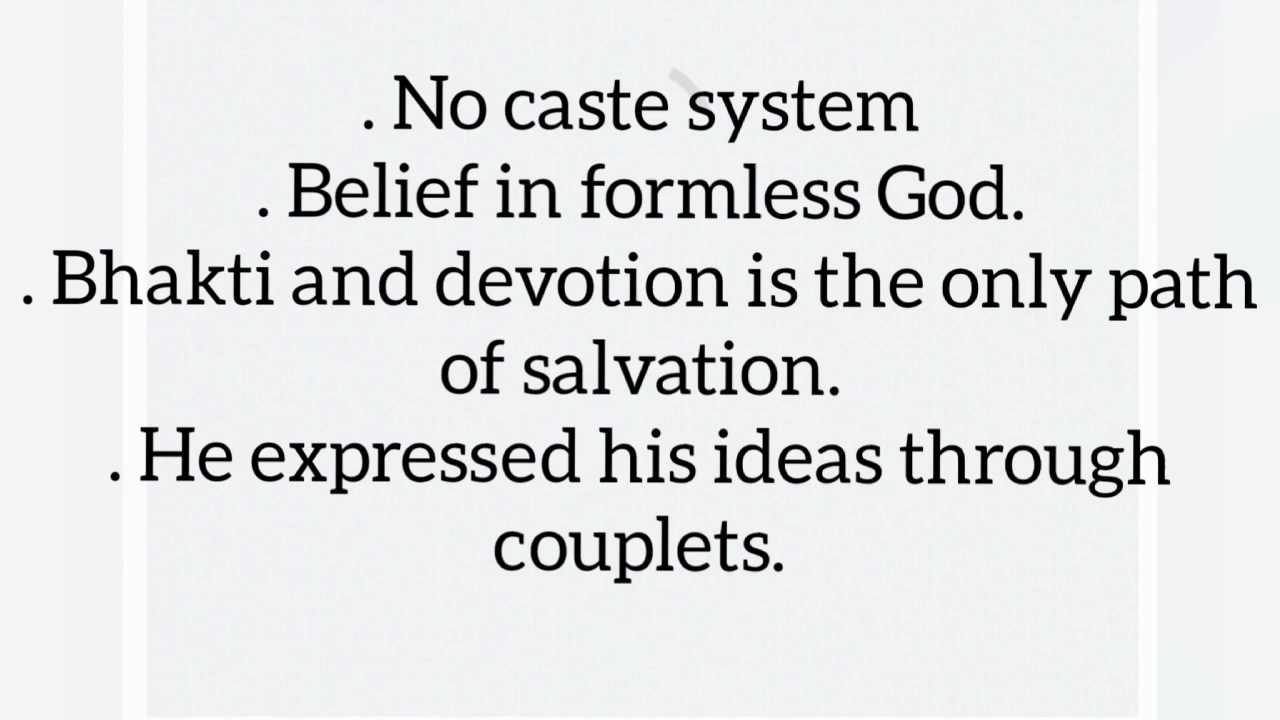 . No caste system
. Belief in formless God.
. Bhakti and devotion is the only path
of salvation.
. He expressed his ideas through
couplets.